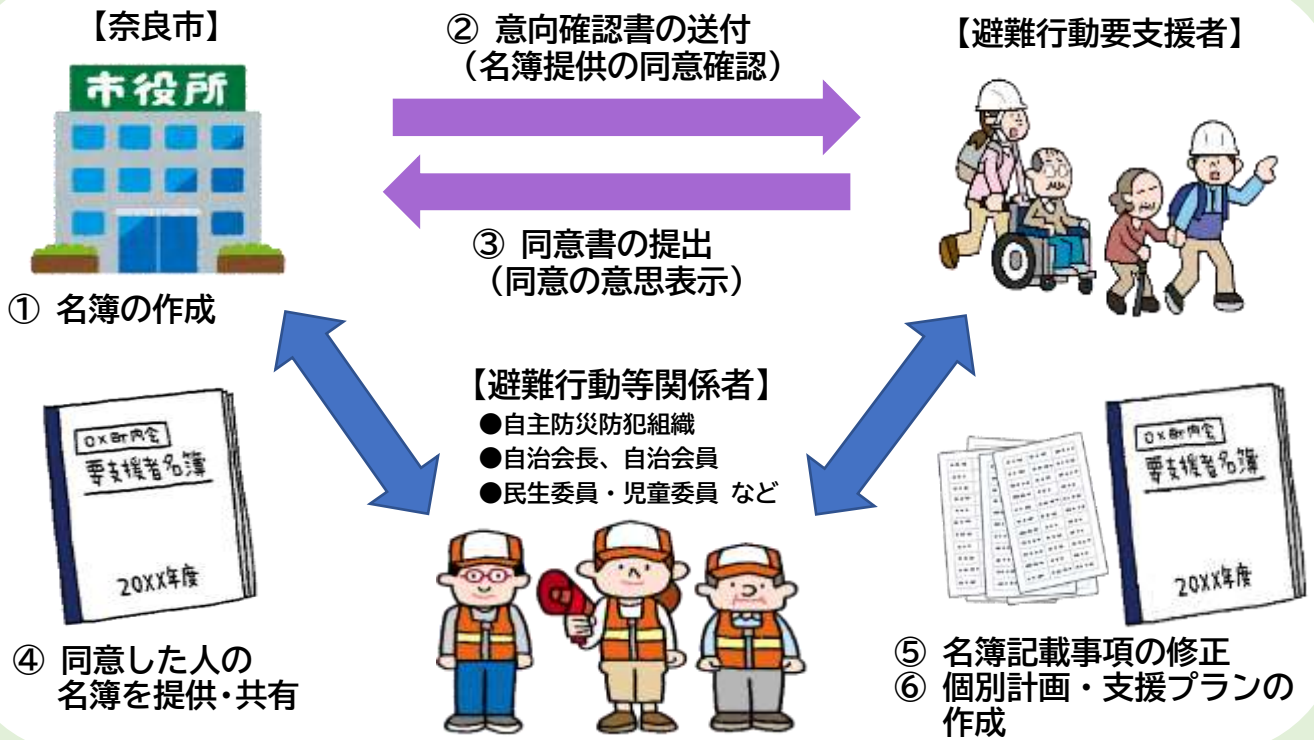 【奈良市】
市役所
① 名簿の作成
② 意向確認書の送付
（名簿提供の同意確認）
③ 同意書の提出
（同意の意思表示）
【避難行動要支援者】
【避難行動等関係者】
●自主防災防犯組織
●自治会長、自治会員
●民生委員・児童委員 など
〇×町内会
要支援者名簿
20XX年度
④ 同意した人の
名簿を提供・共有
〇×町内会
要支援者名簿
20XX年度
⑤ 名簿記載事項の修正
⑥ 個別計画・支援プランの
作成